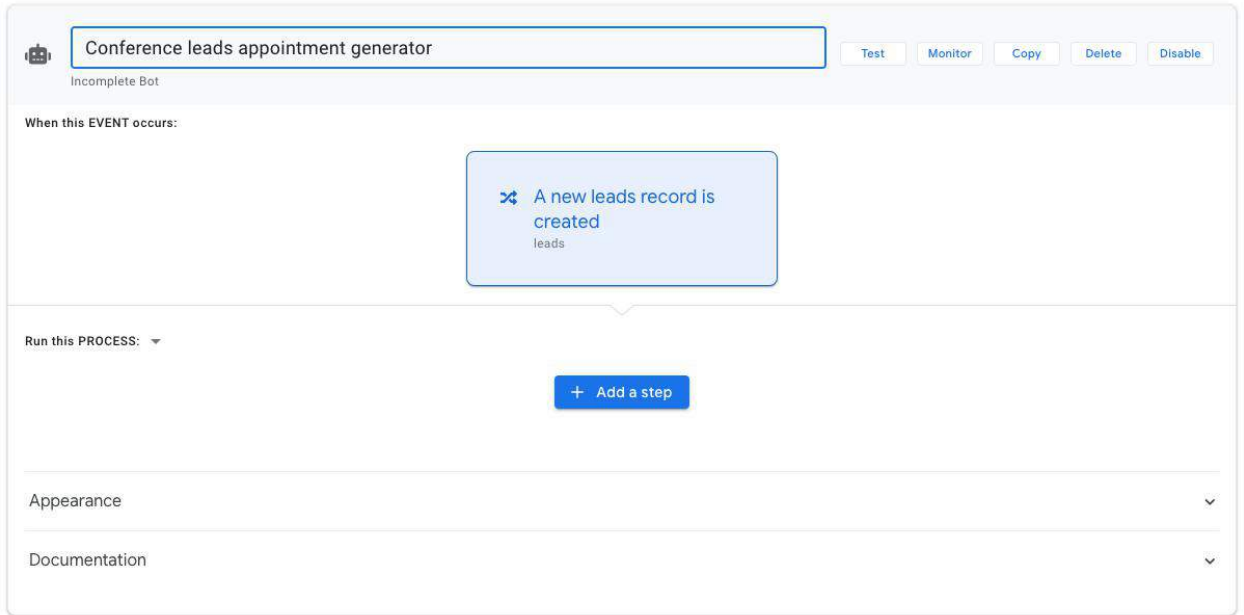 Conference leads appointment generator
Test
Monitor
Copy
Delete
Disable
Incomplete Bot
When this EVENT occurs:
A new leads record is
created
leads
Run this PROCESS:
+ Add a step
Appearance
Documentation